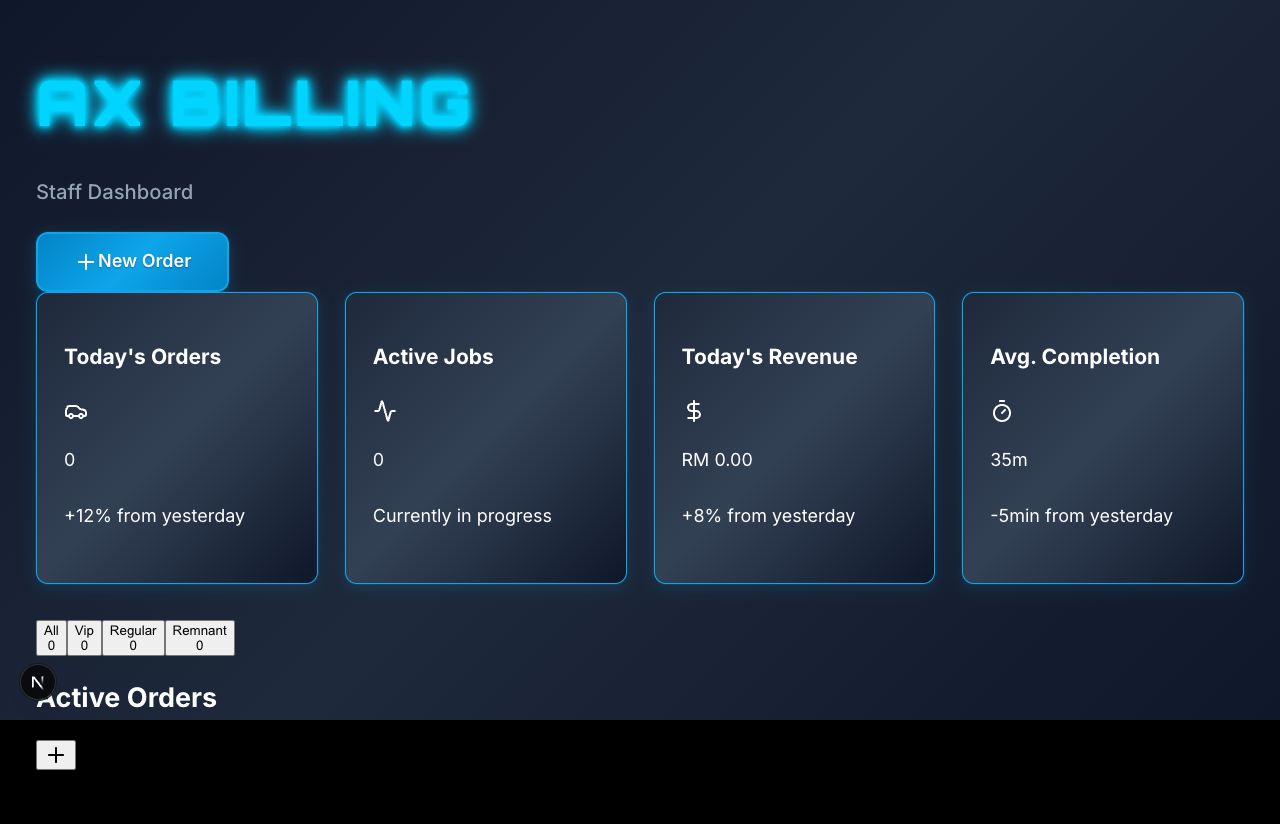 AX BILLING
Staff Dashboard
New Order
Today's Orders
0
+12% from yesterday
Active Jobs
0
Currently in progress
Today's Revenue
RM 0.00
+8% from yesterday
Avg. Completion
35m
-5min from yesterday
All
0
Vip
0
Regular
0
Remnant
0
N
Active Orders